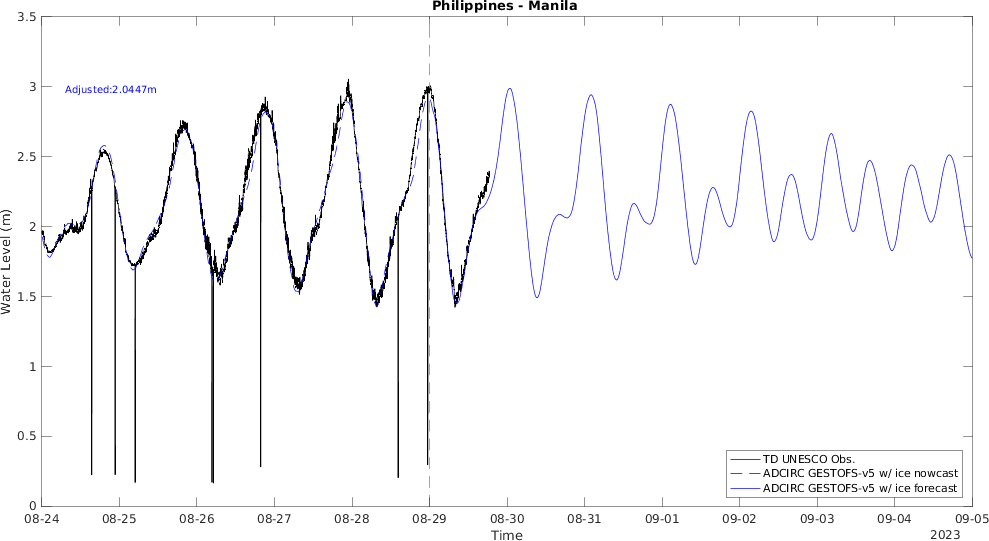 Philippines - Manila
3.5
3
2.5
2
1.5
1
0.5
0
Water Level (m)
Adjusted:2.0447m
TD UNESCO Obs.
ADCIRC GESTOFS-v5 w/ ice nowcast
ADCIRC GESTOFS-v5 w/ ice forecast
08-24 08-25 08-26 08-27 08-28 08-29 08-30 08-31 09-01 09-02 09-03 09-04 09-05
Time
2023